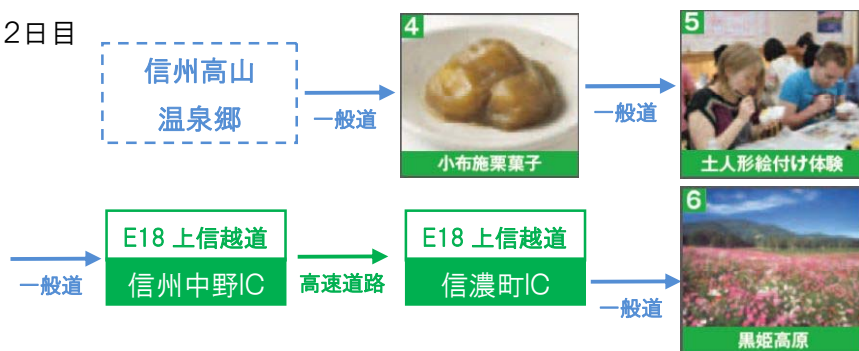 2日目
信州高山
温泉郷
一般道
4
小布施栗菓子
一般道
5
土人形絵付け体験
一般道
E18 上信越道
信州中野IC
高速道路
E18 上信越道
信濃町IC
一般道
6
黒姫高原